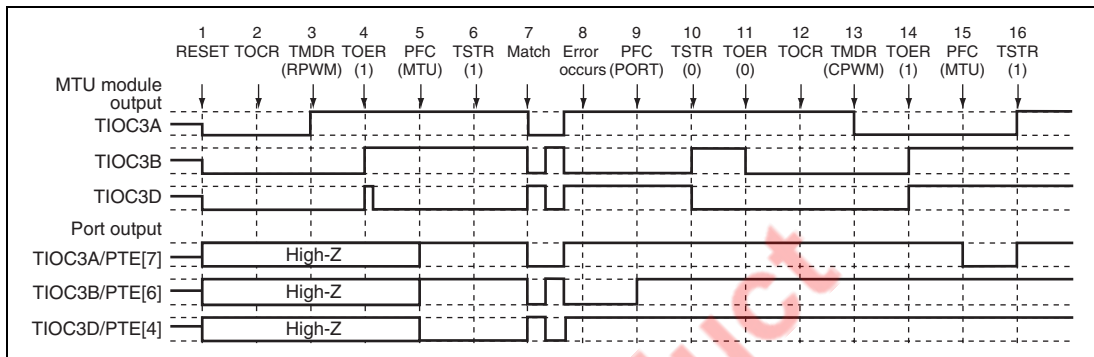 1 2 3 4 5 6 7 8 9 10 11 12 13 14 15 16
RESET TOCR TMDR TOER PFC TSTR Match Error PFC TSTR TOER TOCR TMDR TOER PFC TSTR
(RPWM) (1) (MTU) (1) occurs (PORT) (0) (0) (CPWM) (1) (MTU) (1)
MTU module
output
TIOC3A
TIOC3B
TIOC3D
Port output
TIOC3A/PTE[7] High-Z
TIOC3B/PTE[6] High-Z
TIOC3D/PTE[4] High-Z
uct